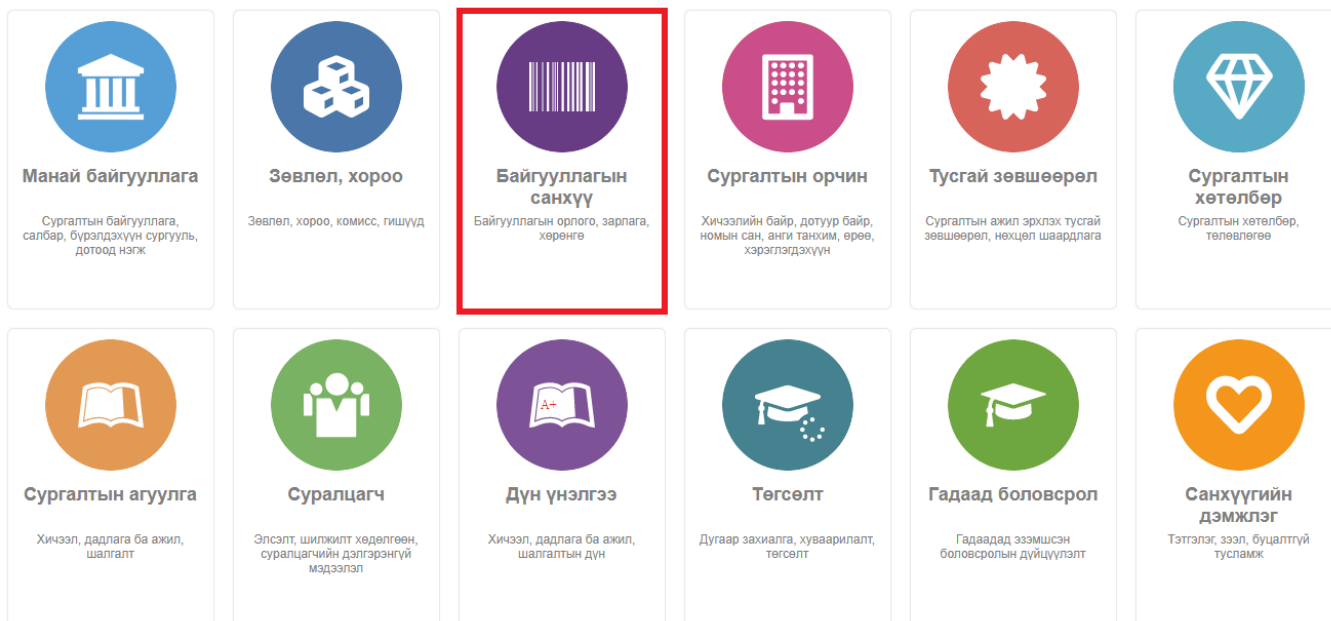 Манай байгууллага
Сургалтын байгууллага,
салбар, бүрэлдэхүүн сургууль,
дотоод нэгж
Зөвлөл, хороо
Зөвлөл, хороо, комисс, гишүүд
Байгууллагын
санхүү
Байгууллагын орлого, зарлага,
хөрөнгө
Сургалтын орчин
Хичээлийн байр, дотуур байр,
номын сан, анги танхим, өрөө,
хэрэглэгдэхүүн
Тусгай зөвшөөрөл
Сургалтын ажил эрхлэх тусгай
зөвшөөрөл, нөхцөл шаардлага
Сургалтын
хөтөлбөр
Сургалтын хөтөлбөр,
төлөвлөгөө
Сургалтын агуулга
Хичээл, дадлага ба ажил,
шалгалт
Суралцагч
Элсэлт, шилжилт хөдөлгөөн,
суралцагчийн дэлгэрэнгүй
мэдээлэл
A+
Дүн үнэлгээ
Хичээл, дадлага ба ажил,
шалгалтын дүн
Төгсөлт
Дугаар захиалга, хуваарилалт,
төгсөлт
Гадаад боловсрол
Гадаадад эзэмшсэн
боловсролын дүйцүүлэлт
Санхүүгийн
дэмжлэг
Тэтгэлэг, зээл, буцалтгүй
тусламж